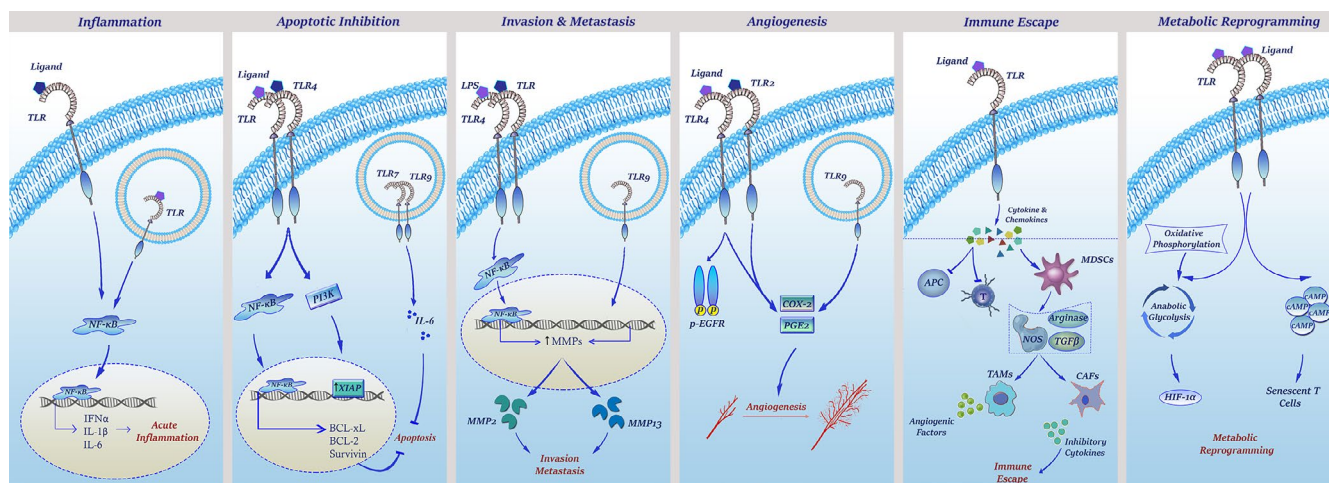 Inflammation
Ligand
TLR
TLR
NF-κB
NF-κB
IFNα
IL-1β
IL-6
Acute
Inflammation
Apoptotic Inhibition
Ligand
TLR4
TLR
TLR7
TLR9
NF-κB
PI3K
IL-6
NF-κB
↑XIAP
BCL-xL
BCL-2
Survivin
Apoptosis
Invasion & Metastasis
LPS
TLR
TLR4
TLR9
NF-κB
NF-κB
↑MMPs
MMP2
MMP13
Invasion
Metastasis
Angiogenesis
Ligand
TLR2
TLR4
TLR9
P P
p-EGFR
COX-2
PGE2
Angiogenesis
Immune Escape
Ligand
TLR
Cytokine &
Chemokines
MDSCs
APC
T
Arginase
NOS
TGFβ
TAMs
CAFs
Angiogenic
Factors
Inhibitory
Cytokines
Immune
Escape
Metabolic Reprogramming
Ligand
TLR
Oxidative
Phosphorylation
Anabolic
Glycolysis
cAMP
cAMP
cAMP
cAMP
HIF-1α
Senescent T
Cells
Metabolic
Reprogramming